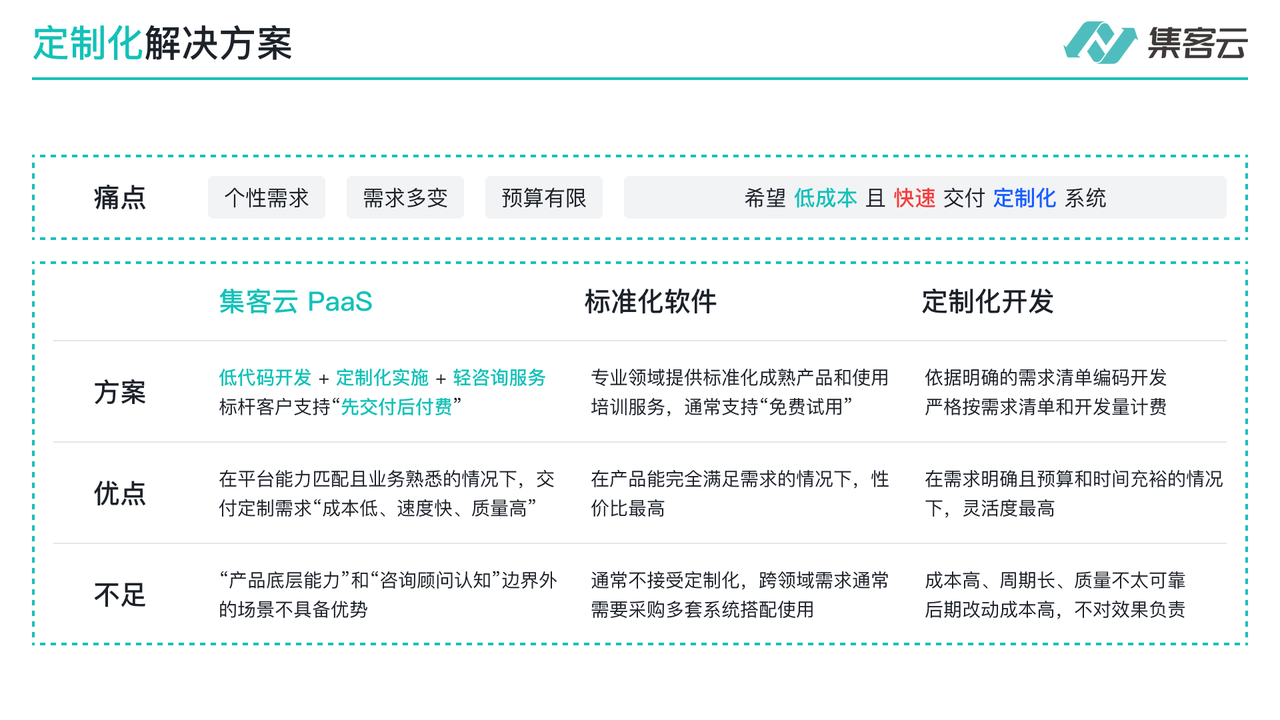 定制化解决方案
集客云
痛点
个性需求
需求多变
预算有限
希望 低成本 且 快速 交付 定制化 系统
集客云 PaaS
标准化软件
定制化开发
方案
低代码开发 + 定制化实施 + 轻咨询服务
标杆客户支持“先交付后付费”
专业领域提供标准化成熟产品和使用
培训服务，通常支持“免费试用”
依据明确的需求清单编码开发
严格按需求清单和开发量计费
优点
在平台能力匹配且业务熟悉的情况下，交
付定制需求“成本低、速度快、质量高”
在产品能完全满足需求的情况下，性
价比最高
在需求明确且预算和时间充裕的情况
下，灵活度最高
不足
“产品底层能力”和“咨询顾问认知”边界外
的场景不具备优势
通常不接受定制化，跨领域需求通常
需要采购多套系统搭配使用
成本高、周期长、质量不太可靠
后期改动成本高，不对效果负责